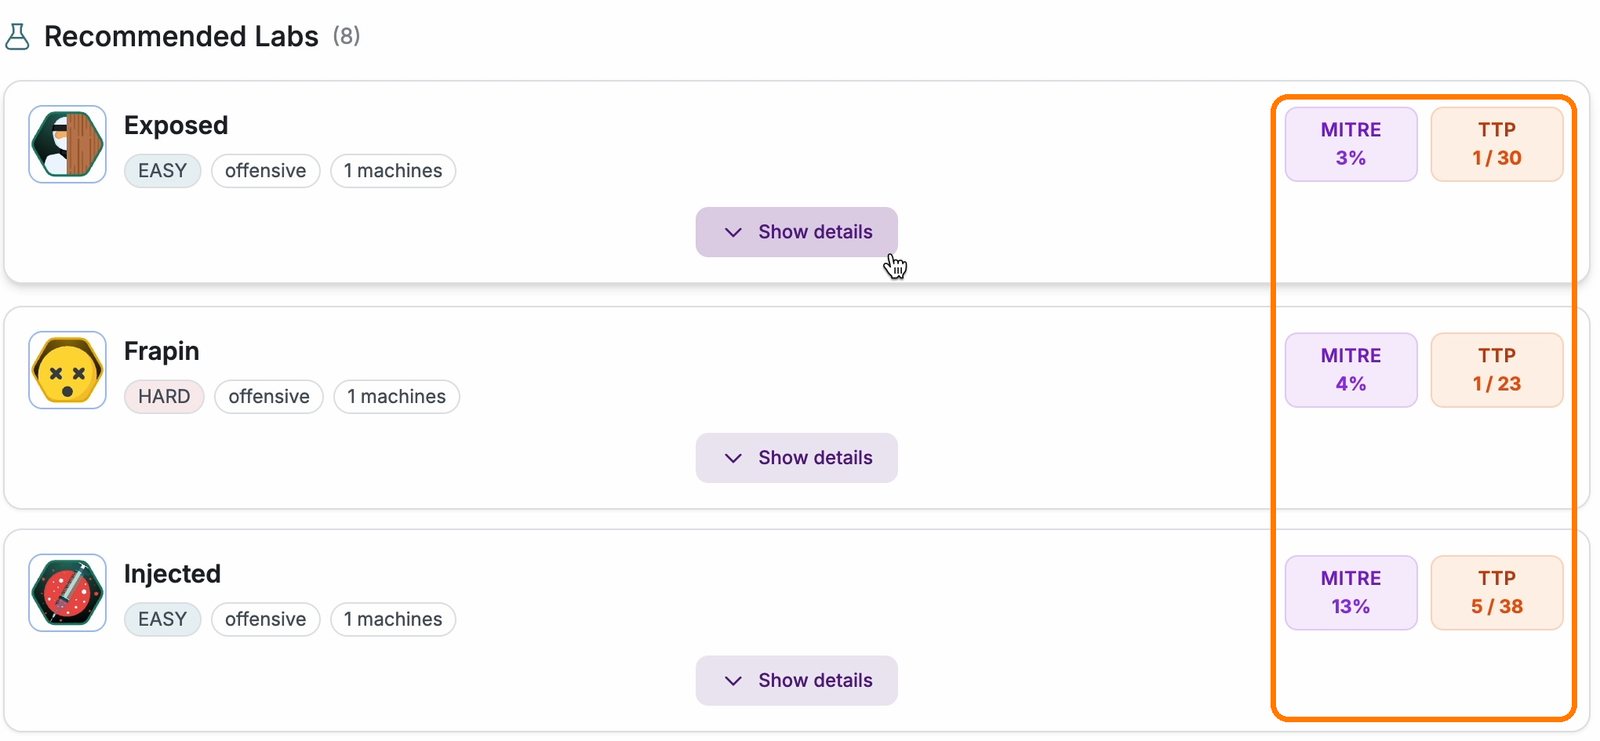 Recommended Labs (8)
Exposed
EASY offensive 1 machines
MITRE
3%
TTP
1 / 30
Show details
Frapin
HARD offensive 1 machines
MITRE
4%
TTP
1 / 23
Show details
Injected
EASY offensive 1 machines
MITRE
13%
TTP
5 / 38
Show details